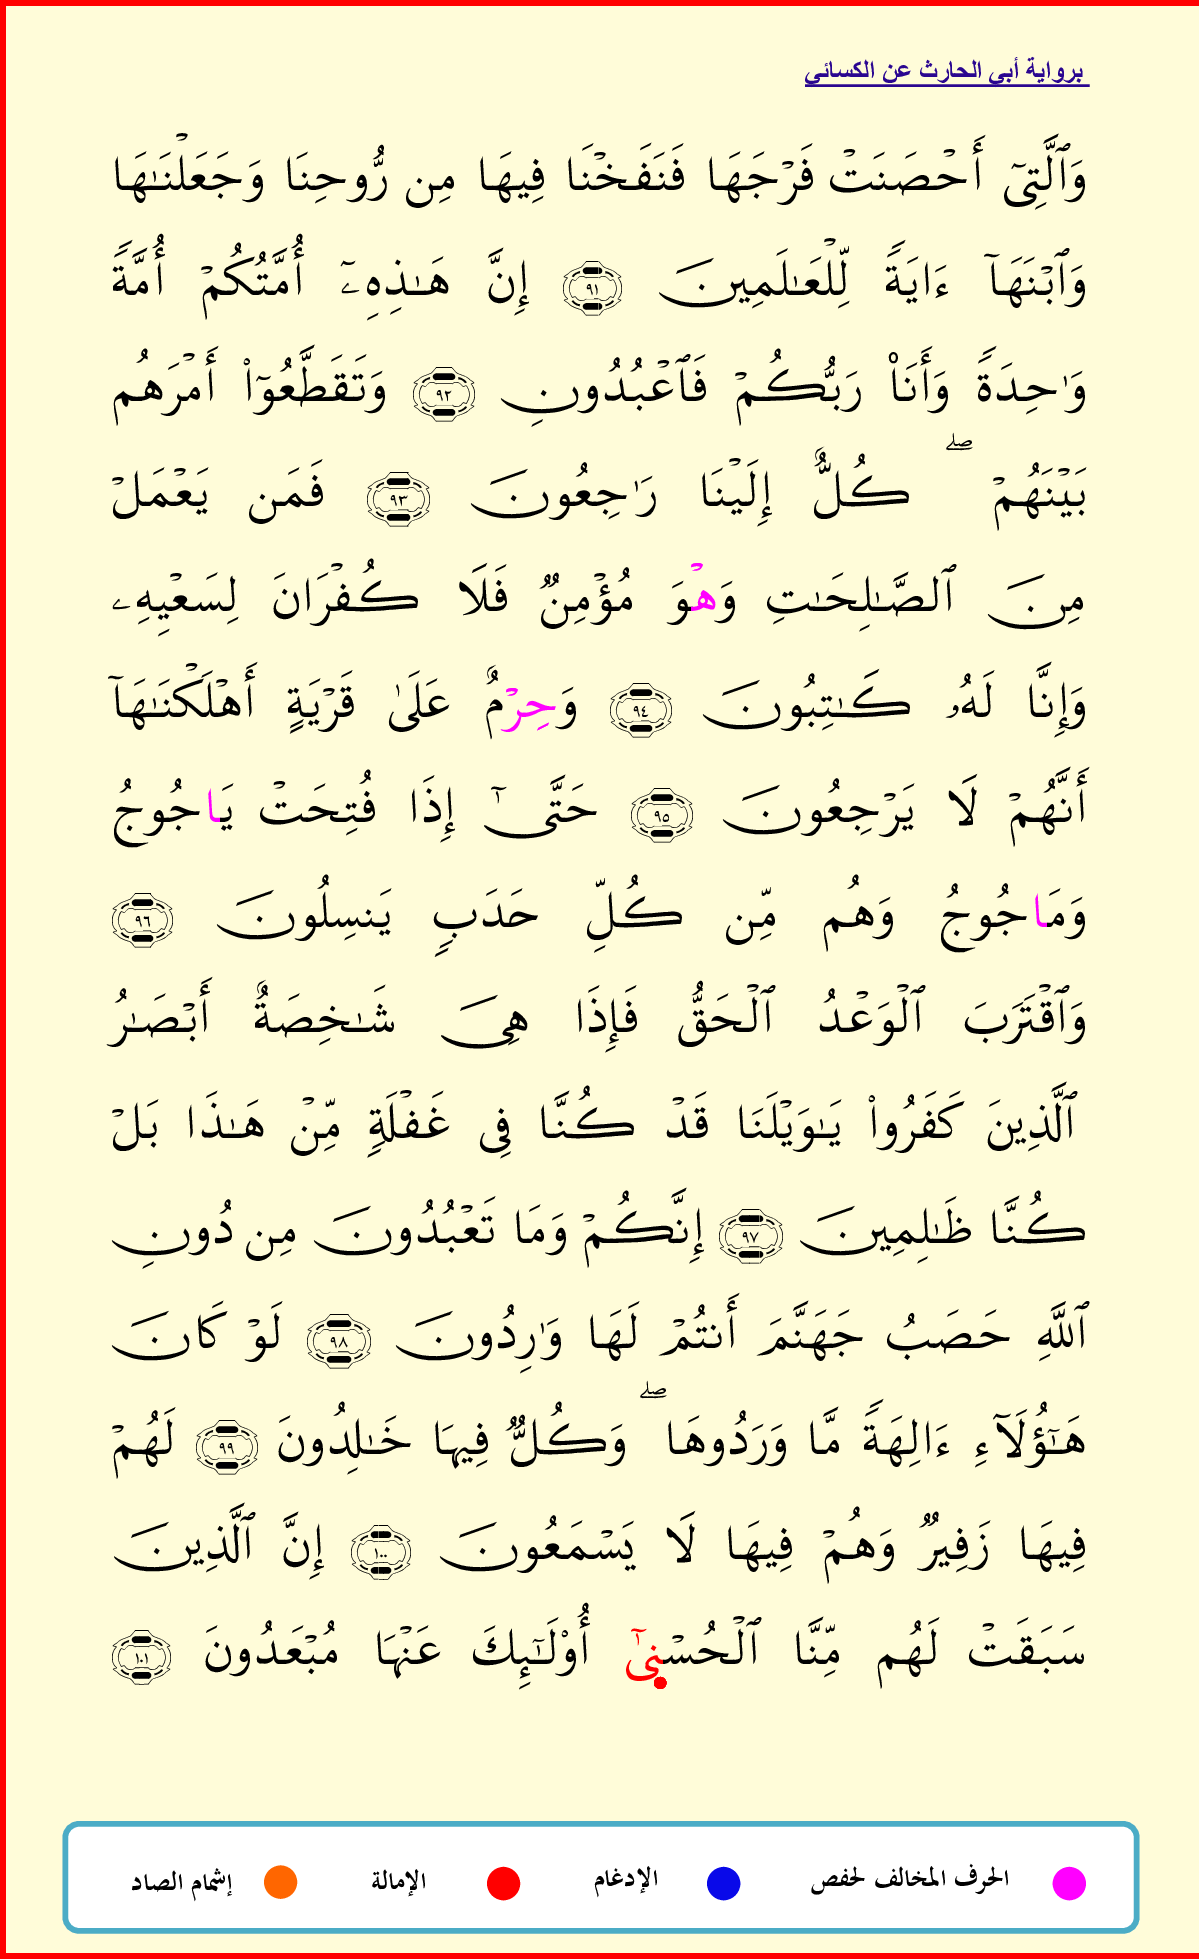 برواية أبي الحارث عن الكسائي
وَٱلَّتِىٓ أَحۡصَنَتۡ فَرۡجَهَا فَنَفَخۡنَا فِيهَا مِن رُّوحِنَا وَجَعَلۡنَـٰهَا
وَٱبۡنَهَآ ءَايَةً لِّلۡعَـٰلَمِينَ ٩١ إِنَّ هَـٰذِهِۦٓ أُمَّتُكُمۡ أُمَّةً
وَٰحِدَةً وَأَنَا۠ رَبُّكُمۡ فَٱعۡبُدُونِ ٩٢ وَتَقَطَّعُوٓا۟ أَمۡرَهُم
بَيۡنَهُمۡۖ كُلٌّ إِلَيۡنَا رَٰجِعُونَ ٩٣ فَمَن يَعۡمَلۡ
مِنَ ٱلصَّـٰلِحَـٰتِ وَهۡوَ مُؤۡمِنٌ فَلَا كُفۡرَانَ لِسَعۡيِهِۦ
وَإِنَّا لَهُۥ كَـٰتِبُونَ ٩٤ وَحِرۡمٌ عَلَىٰ قَرۡيَةٍ أَهۡلَكۡنَـٰهَآ
أَنَّهُمۡ لَا يَرۡجِعُونَ ٩٥ حَتَّىٰٓ إِذَا فُتِحَتۡ يَاجُوجُ
وَمَاجُوجُ وَهُم مِّن كُلِّ حَدَبٍ يَنسِلُونَ ٩٦
وَٱقۡتَرَبَ ٱلۡوَعۡدُ ٱلۡحَقُّ فَإِذَا هِىَ شَـٰخِصَةٌ أَبۡصَـٰرُ
ٱلَّذِينَ كَفَرُوا۟ يَـٰوَيۡلَنَا قَدۡ كُنَّا فِى غَفۡلَةٍ مِّنۡ هَـٰذَا بَلۡ
كُنَّا ظَـٰلِمِينَ ٩٧ إِنَّكُمۡ وَمَا تَعۡبُدُونَ مِن دُونِ
ٱللَّهِ حَصَبُ جَهَنَّمَ أَنتُمۡ لَهَا وَٰرِدُونَ ٩٨ لَوۡ كَانَ
هَـٰٓؤُلَآءِ ءَالِهَةً مَّا وَرَدُوهَاۖ وَكُلٌّ فِيهَا خَـٰلِدُونَ ٩٩ لَهُمۡ
فِيهَا زَفِيرٌ وَهُمۡ فِيهَا لَا يَسۡمَعُونَ ١٠٠ إِنَّ ٱلَّذِينَ
سَبَقَتۡ لَهُم مِّنَّا ٱلۡحُسۡنِىٰٓ أُو۟لَـٰٓئِكَ عَنۡهَا مُبۡعَدُونَ ١٠١
الحرف المخالف لحفص الإدغام الإمالة إشمام الصاد